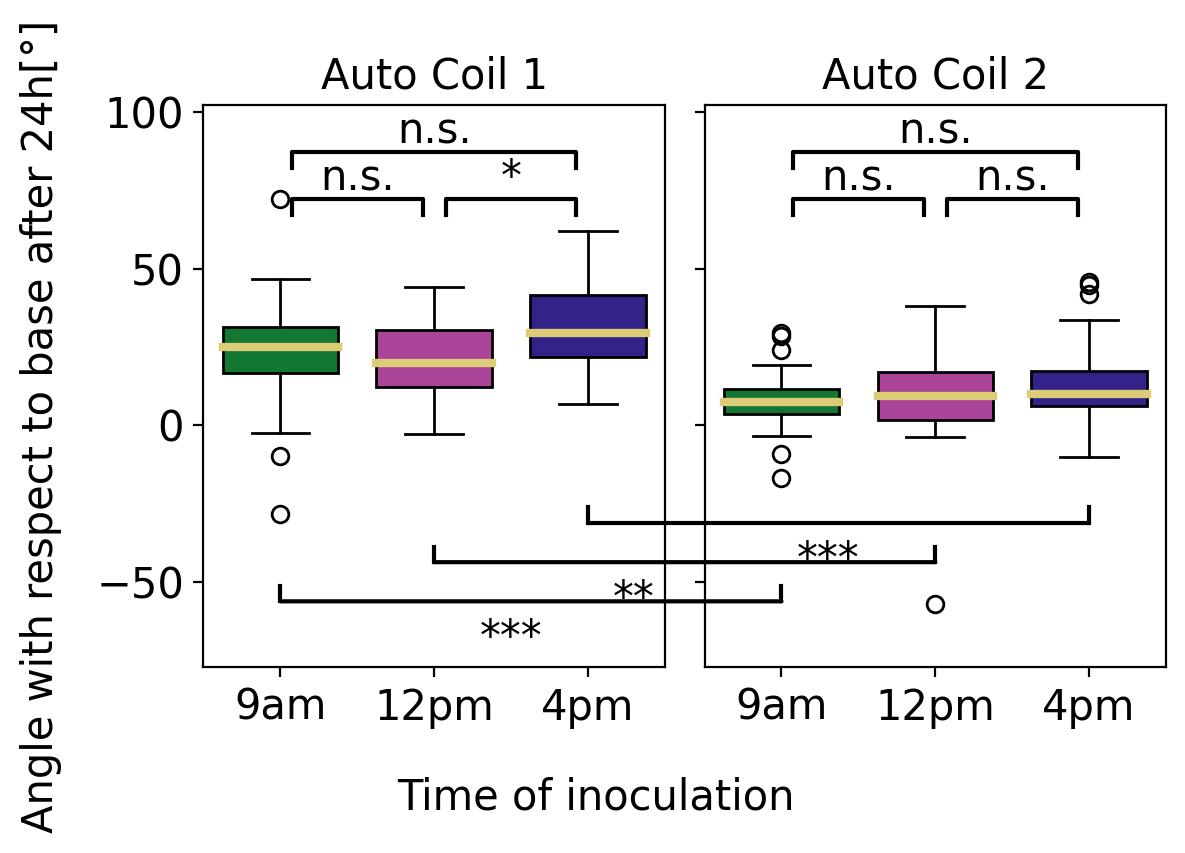 Angle with respect to base after 24h[°]
Auto Coil 1
Auto Coil 2
100
50
0
−50
n.s.
n.s.
*
n.s.
n.s.
n.s.
***
**
***
9am
12pm
4pm
9am
12pm
4pm
Time of inoculation